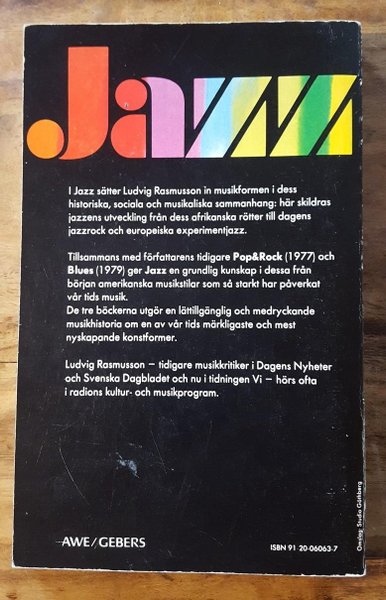 Jazz
I Jazz sätter Ludvig Rasmusson in musikformen i dess
historiska, sociala och musikaliska sammanhang: här skildras
jazzens utveckling från dess afrikanska rötter till dagens
jazzrock och europeiska experimentjazz.
Tillsammans med författarens tidigare Pop&Rock (1977) och
Blues (1979) ger Jazz en grundlig kunskap i dessa från
början amerikanska musikstilar som så starkt har påverkat
vår tids musik.
De tre böckerna utgör en lättillgänglig och medryckande
musikhistoria om en av vår tids märkligaste och mest
nyskapande konstformer.
Ludvig Rasmusson – tidigare musikkritiker i Dagens Nyheter
och Svenska Dagbladet och nu i tidningen Vi – hörs ofta
i radions kultur- och musikprogram.
AWE/GEBERS
ISBN 91 20-06063-7
Omslag: Studio Göthberg